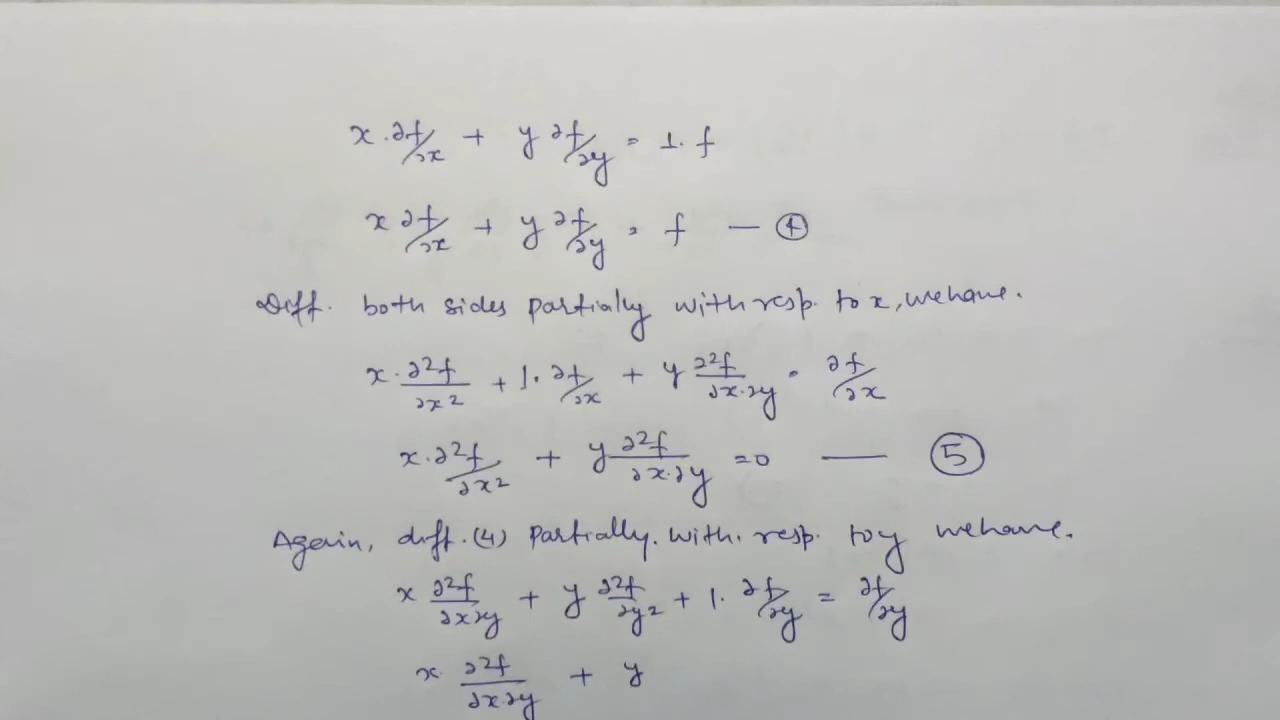 x·∂f/∂x + y ∂f/∂y = 1·f
x ∂f/∂x + y ∂f/∂y = f — ④
Diff. both sides partially with resp. to x, we have.
x·∂²f/∂x² + 1·∂f/∂x + y ∂²f/∂x·∂y = ∂f/∂x
x·∂²f/∂x² + y ∂²f/∂x·∂y = 0 — ⑤
Again, diff. (4) Partially. with. resp. to y we have.
x ∂²f/∂x∂y + y ∂²f/∂y² + 1·∂f/∂y = ∂f/∂y
x ∂²f/∂x∂y + y